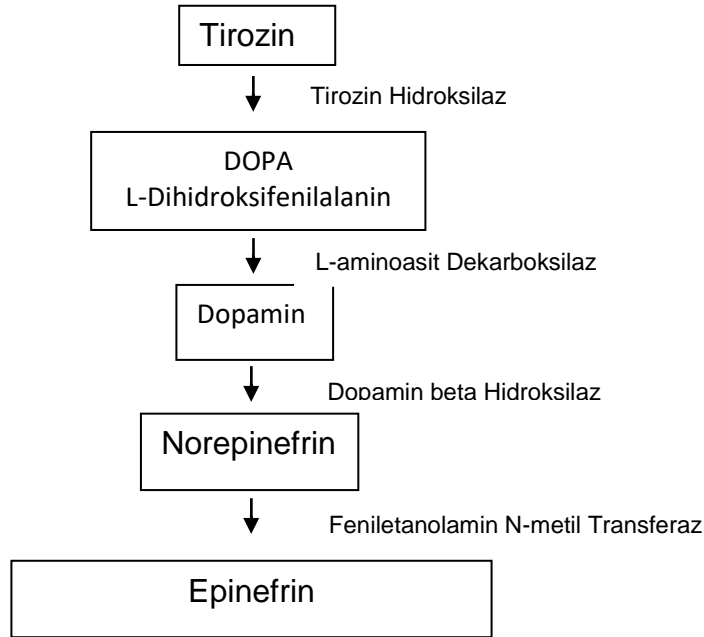 Tirozin
Tirozin Hidroksilaz
DOPA
L-Dihidroksifenilalanin
L-aminoasit Dekarboksilaz
Dopamin
Dopamin beta Hidroksilaz
Norepinefrin
Feniletanolamin N-metil Transferaz
Epinefrin